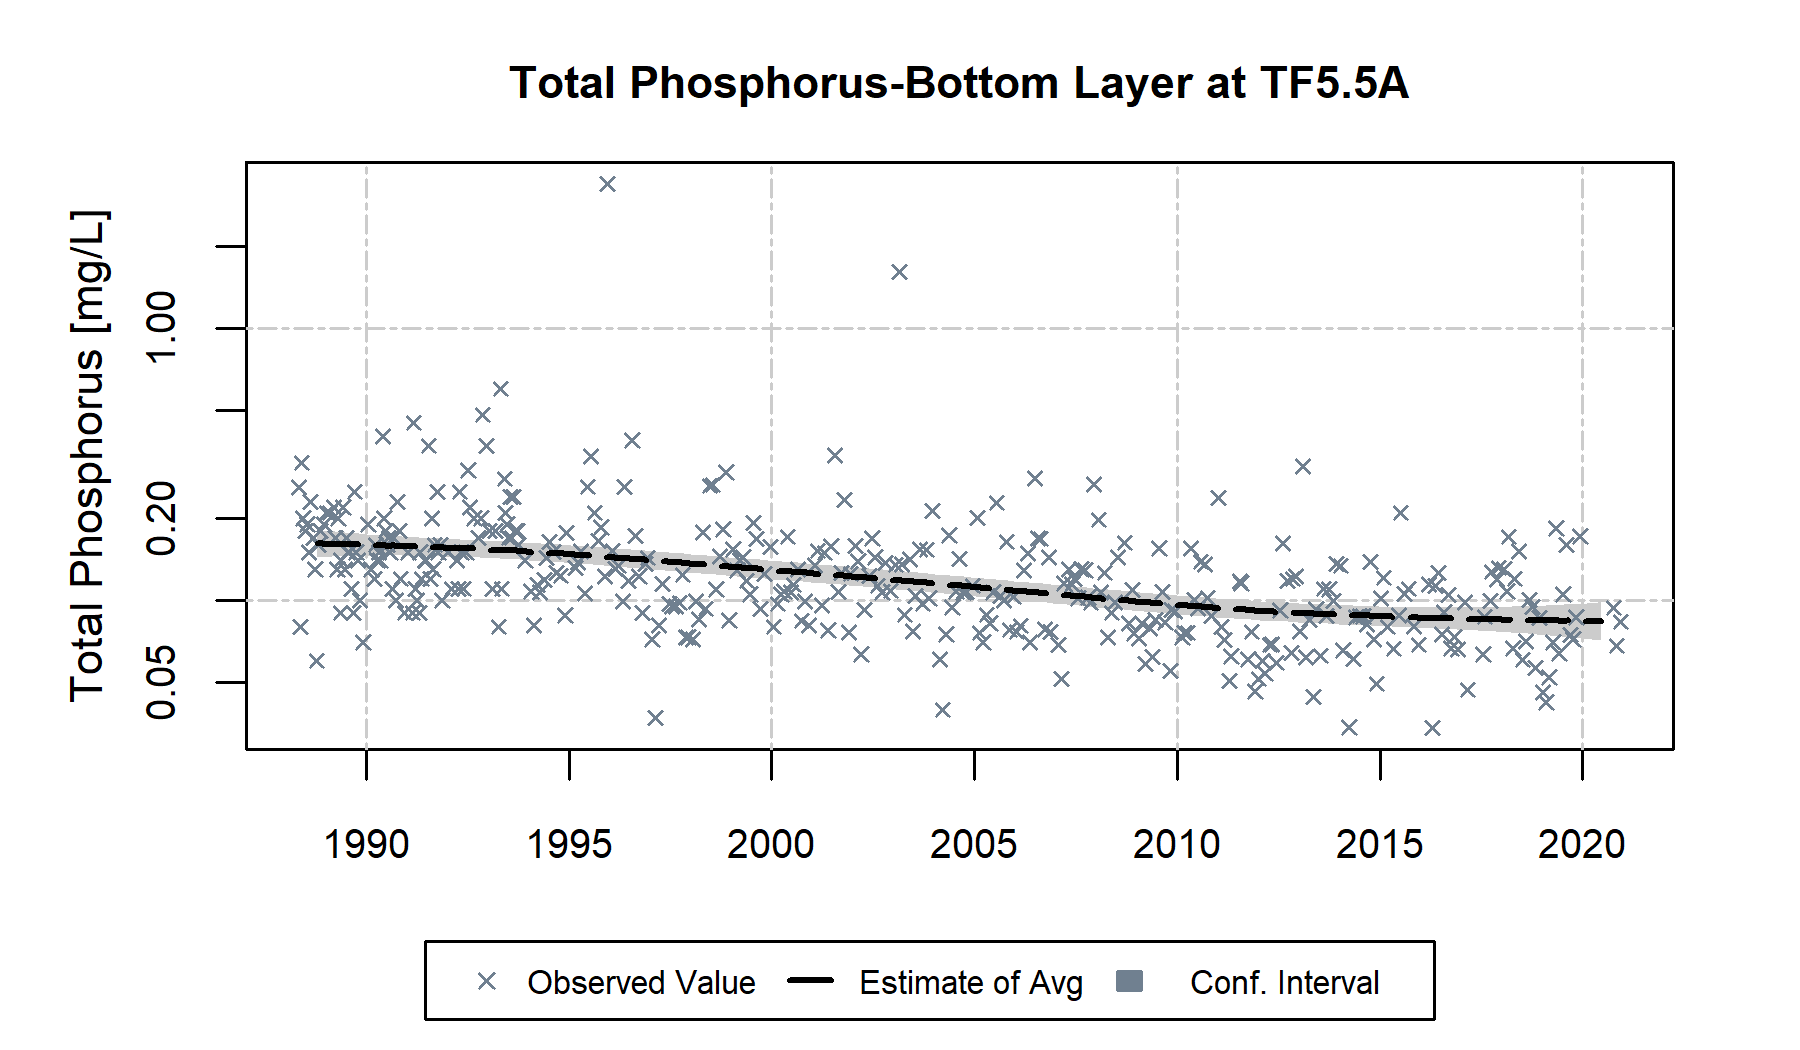 Total Phosphorus-Bottom Layer at TF5.5A
Total Phosphorus [mg/L]
1.00
0.20
0.05
1990 1995 2000 2005 2010 2015 2020
Observed Value Estimate of Avg Conf. Interval